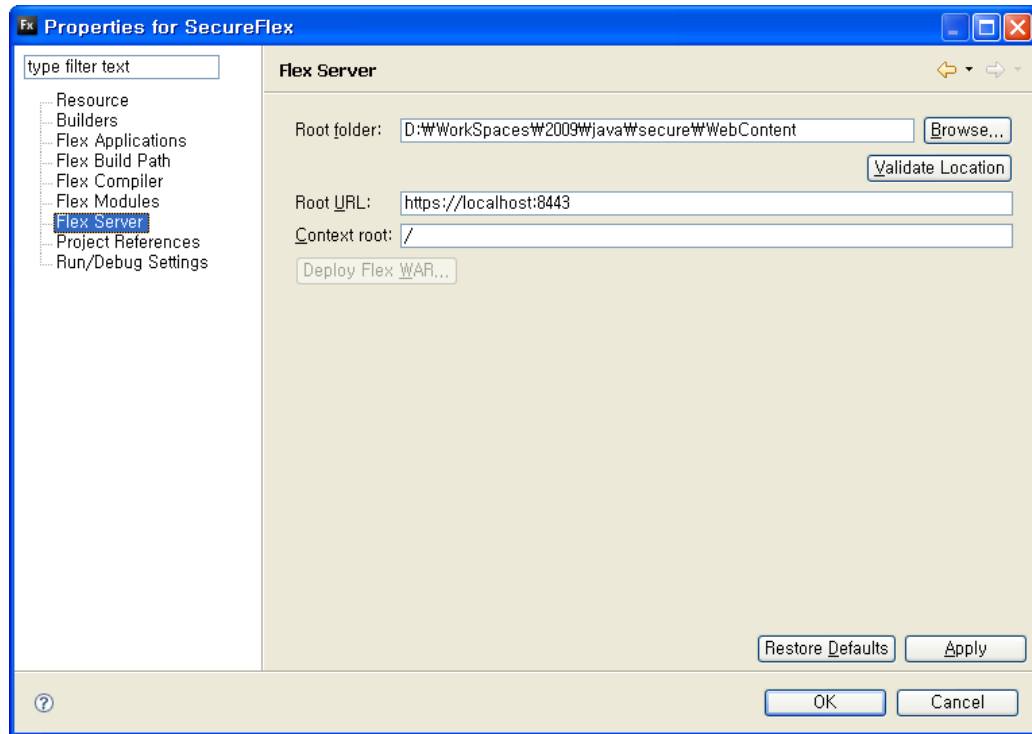 Fx Properties for SecureFlex
type filter text
Resource
Builders
Flex Applications
Flex Build Path
Flex Compiler
Flex Modules
Flex Server
Project References
Run/Debug Settings
Flex Server
Root folder: D:₩WorkSpaces₩2009₩java₩secure₩WebContent Browse...
Validate Location
Root URL: https://localhost:8443
Context root: /
Deploy Flex WAR...
Restore Defaults Apply
? OK Cancel